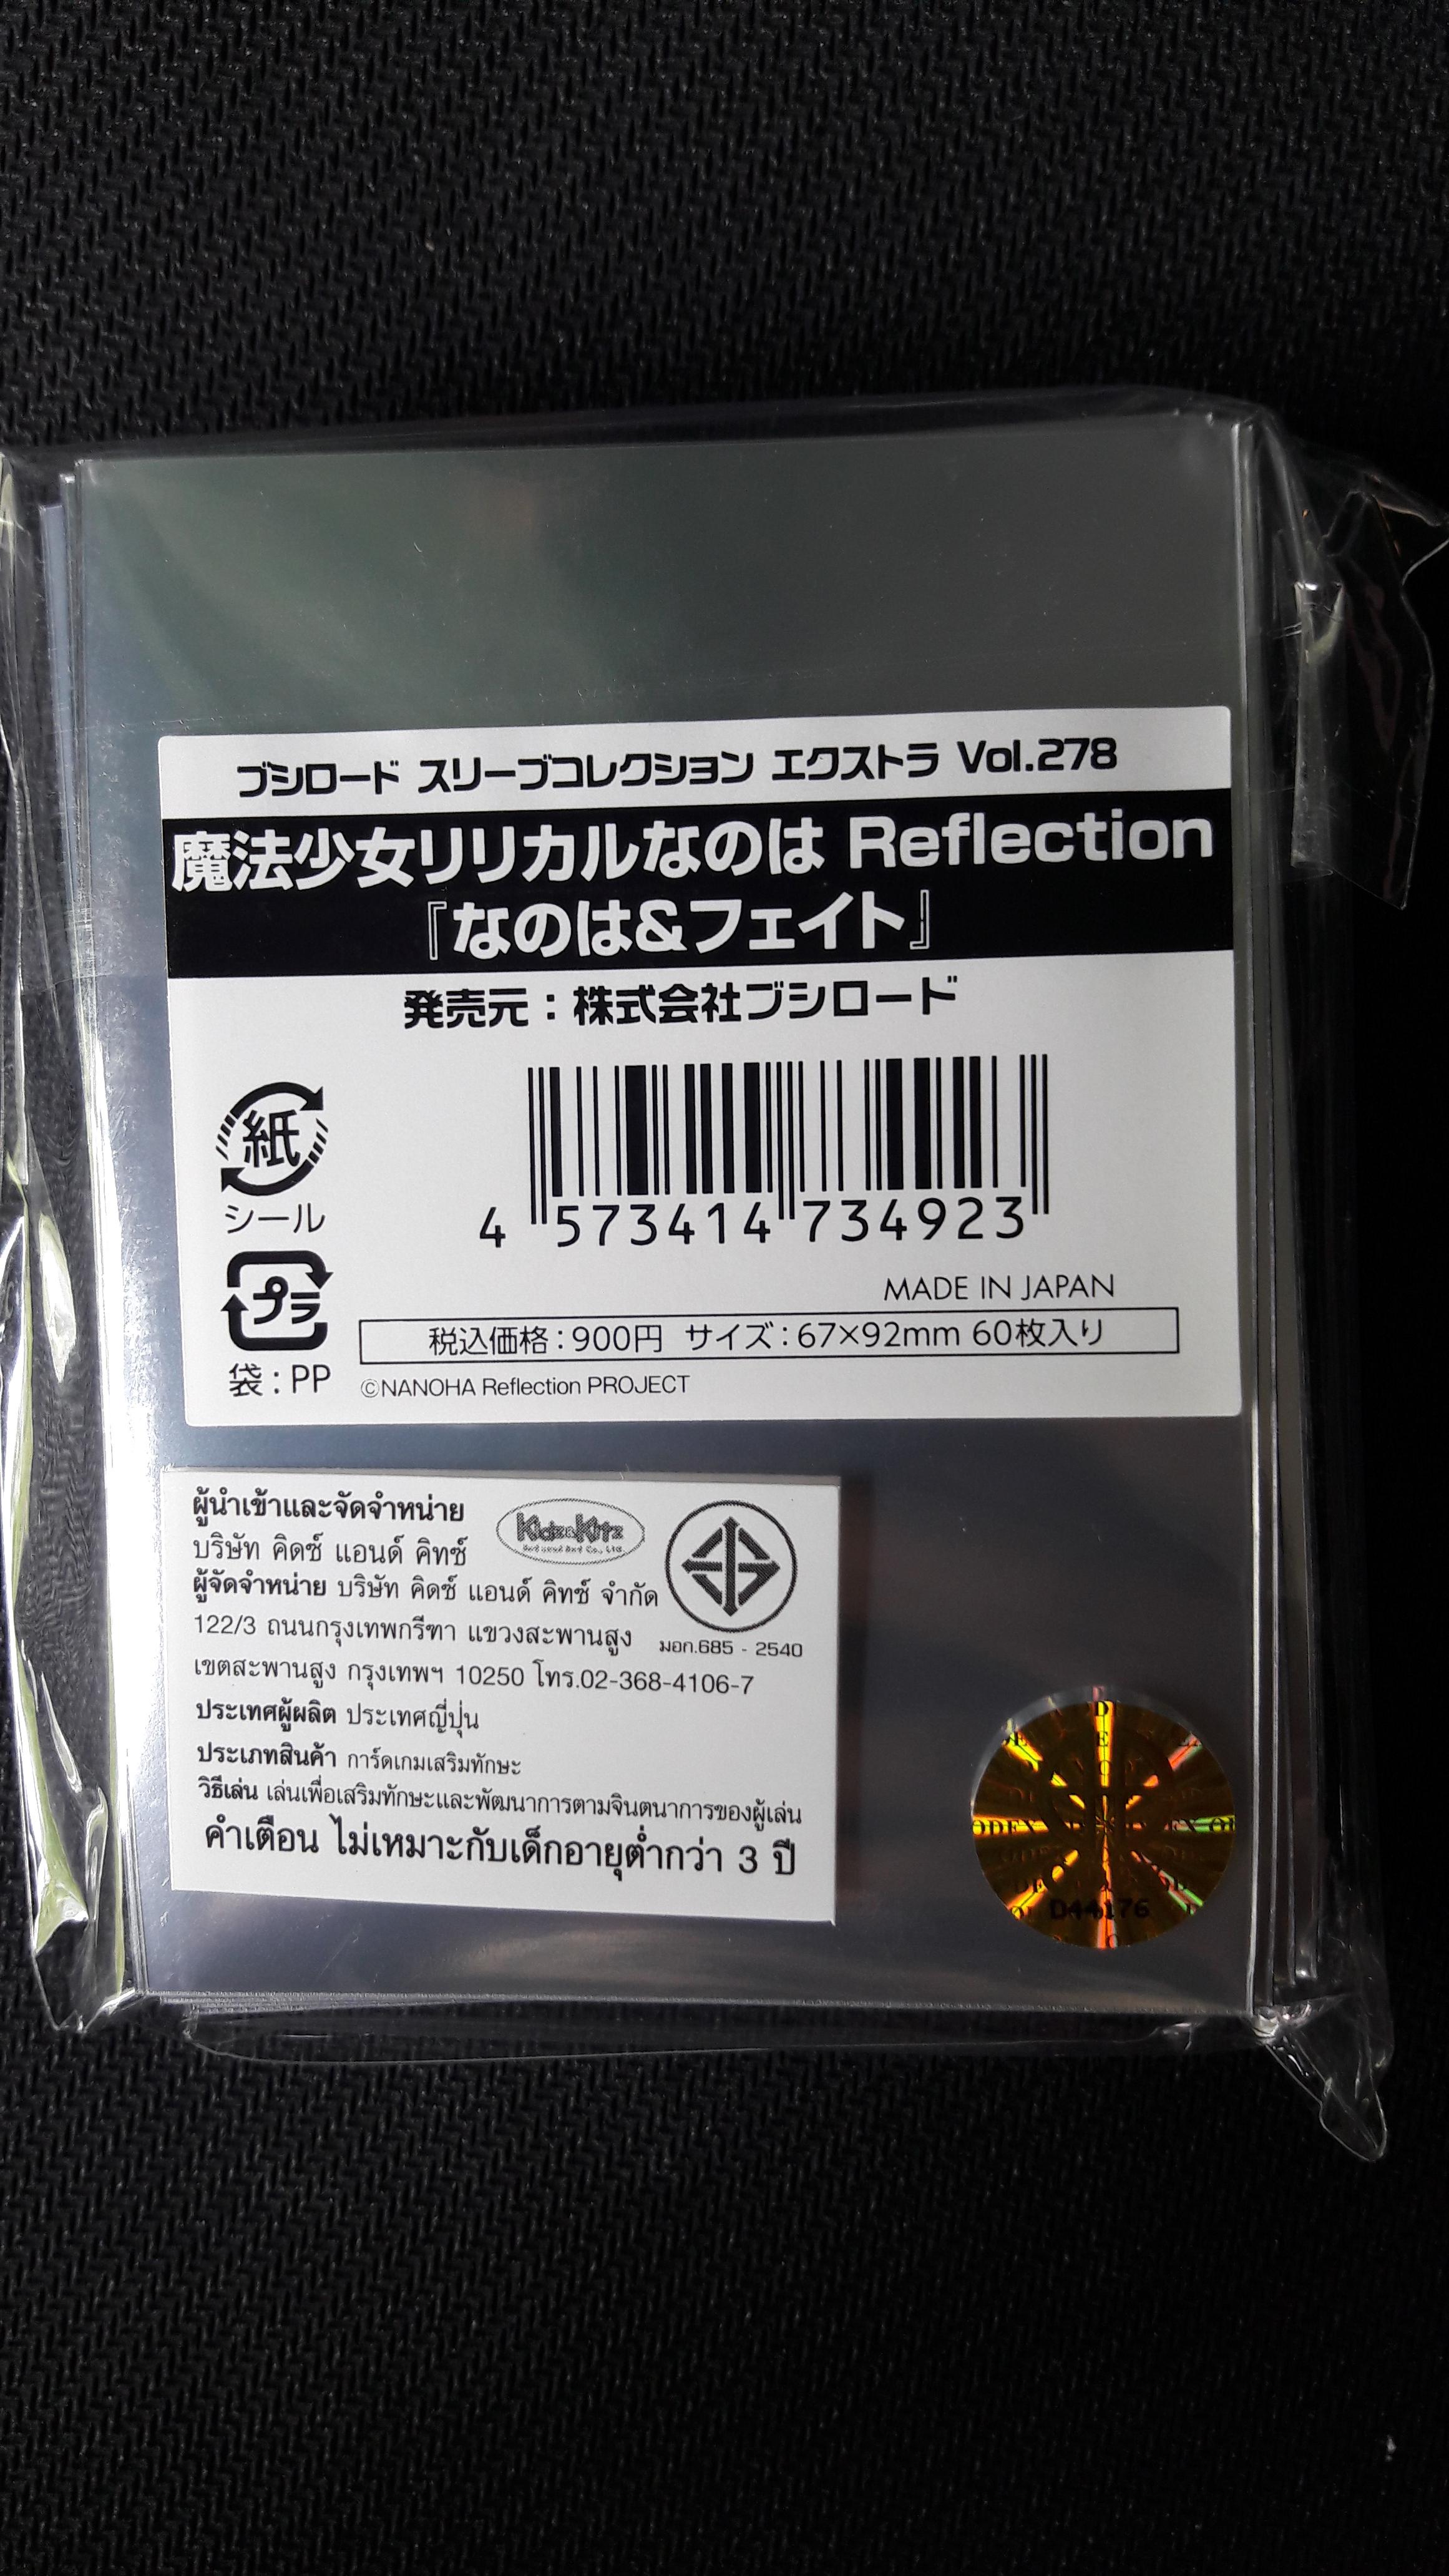 ブシロード スリーブコレクション エクストラ Vol.278
魔法少女リリカルなのは Reflection
『なのは&フェイト』
発売元：株式会社ブシロード
紙
シール
プラ
袋：PP
4 573414 734923
MADE IN JAPAN
税込価格：900円 サイズ：67×92mm 60枚入り
©NANOHA Reflection PROJECT
ผู้นำเข้าและจัดจำหน่าย
บริษัท คิดซ์ แอนด์ คิทซ์
Kidz&Kitz
ผู้จัดจำหน่าย บริษัท คิดซ์ แอนด์ คิทซ์ จำกัด
122/3 ถนนกรุงเทพกรีฑา แขวงสะพานสูง
มอก.685 - 2540
เขตสะพานสูง กรุงเทพฯ 10250 โทร.02-368-4106-7
ประเทศผู้ผลิต ประเทศญี่ปุ่น
ประเภทสินค้า การ์ดเกมเสริมทักษะ
วิธีเล่น เล่นเพื่อเสริมทักษะและพัฒนาการตามจินตนาการของผู้เล่น
คำเตือน ไม่เหมาะกับเด็กอายุต่ำกว่า 3 ปี
D44176